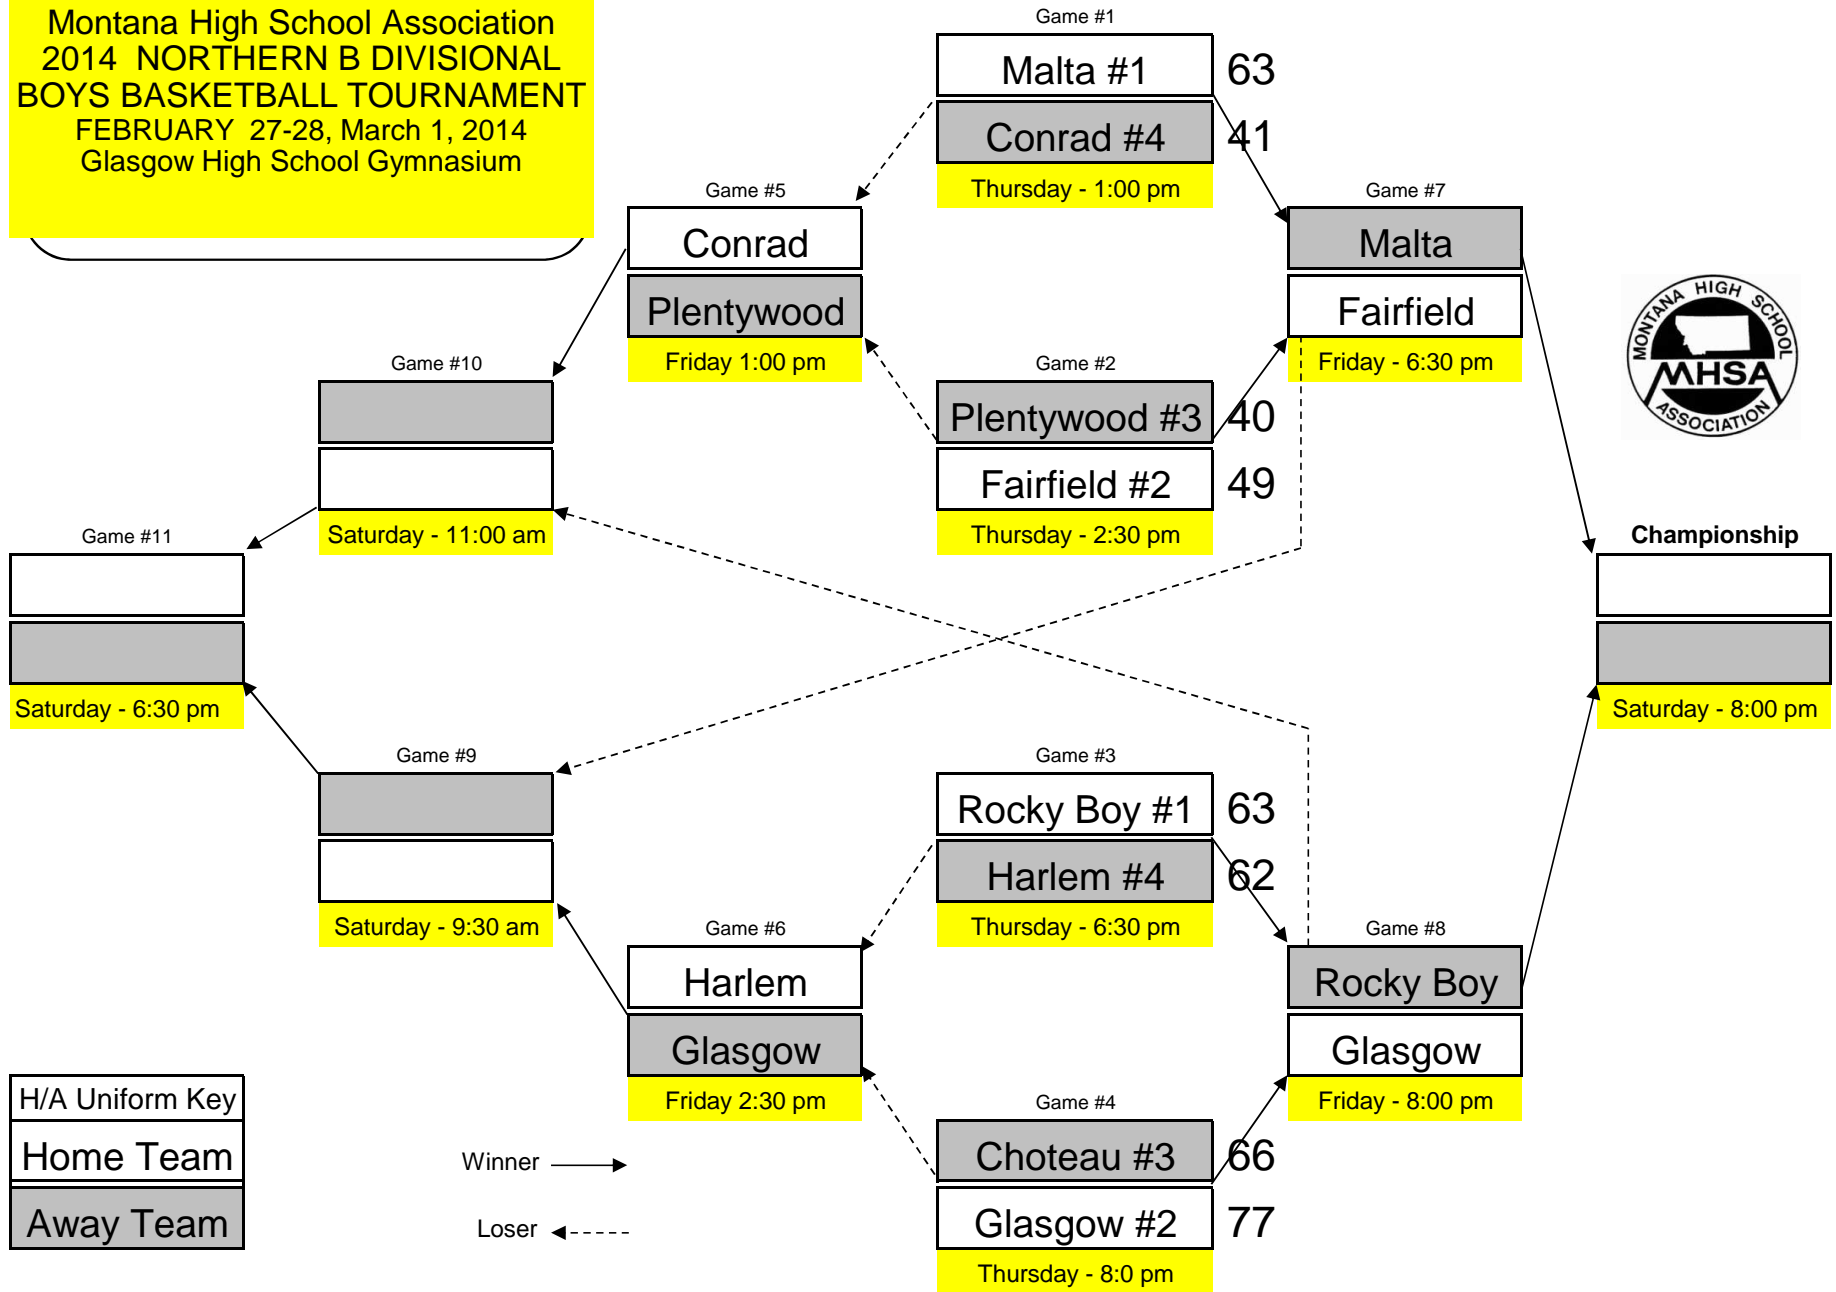 Montana High School Association
2014 NORTHERN B DIVISIONAL
BOYS BASKETBALL TOURNAMENT
FEBRUARY 27-28, March 1, 2014
Glasgow High School Gymnasium
Game #1
Malta #1 63
Conrad #4 41
Thursday - 1:00 pm
Game #5
Conrad
Plentywood
Friday 1:00 pm
Game #7
Malta
Fairfield
Friday - 6:30 pm
MONTANA HIGH SCHOOL
MHSA
ASSOCIATION
Game #10
Saturday - 11:00 am
Game #2
Plentywood #3 40
Fairfield #2 49
Thursday - 2:30 pm
Game #11
Saturday - 6:30 pm
Championship
Saturday - 8:00 pm
Game #9
Saturday - 9:30 am
Game #3
Rocky Boy #1 63
Harlem #4 62
Thursday - 6:30 pm
Game #6
Harlem
Glasgow
Friday 2:30 pm
Game #8
Rocky Boy
Glasgow
Friday - 8:00 pm
Game #4
Choteau #3 66
Glasgow #2 77
Thursday - 8:0 pm
H/A Uniform Key
Home Team
Away Team
Winner
Loser